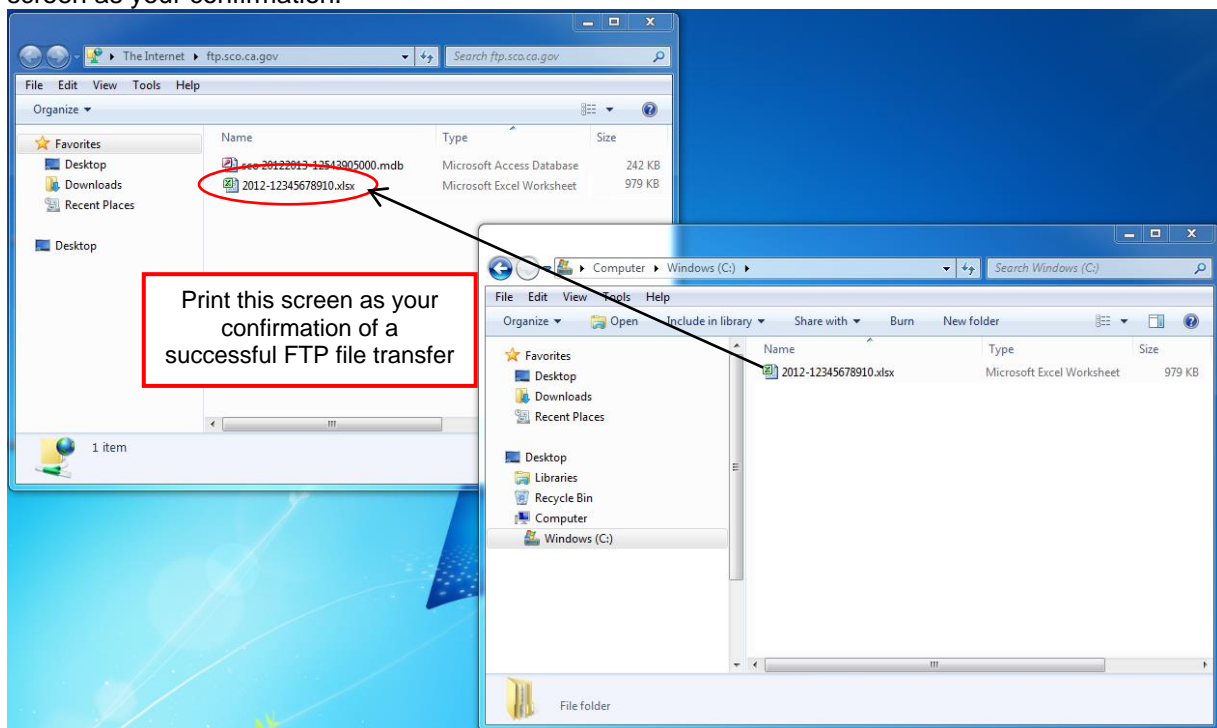 screen as your confirmation.
The Internet ftp.sco.ca.gov Search ftp.sco.ca.gov
File Edit View Tools Help
Organize
Favorites
Desktop
Downloads
Recent Places
Desktop
Name Type Size
sco-20122013-12543905000.mdb Microsoft Access Database 242 KB
2012-12345678910.xlsx Microsoft Excel Worksheet 979 KB
Print this screen as your
confirmation of a
successful FTP file transfer
1 item
Computer Windows (C:) Search Windows (C:)
File Edit View Tools Help
Organize Open Include in library Share with Burn New folder
Favorites
Desktop
Downloads
Recent Places
Desktop
Libraries
Recycle Bin
Computer
Windows (C:)
Name Type Size
2012-12345678910.xlsx Microsoft Excel Worksheet 979 KB
File folder